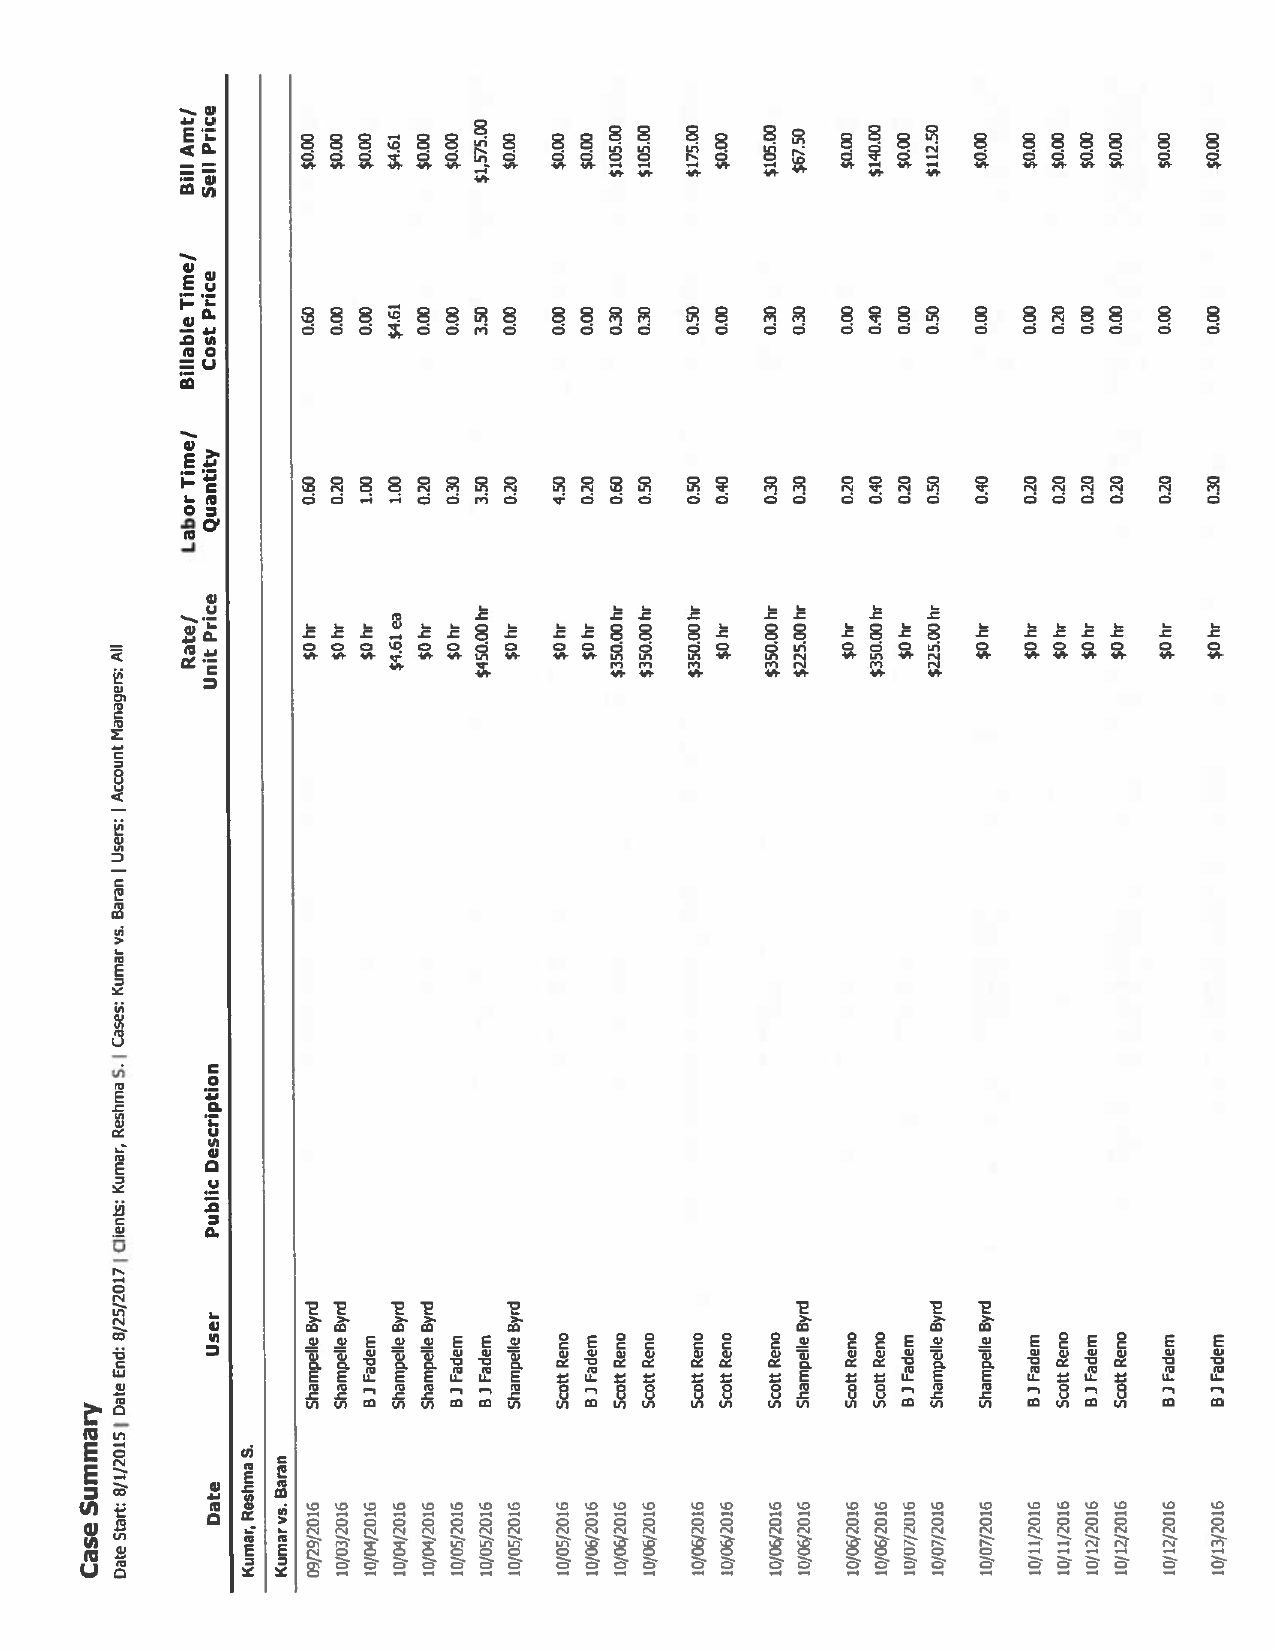 Case Summary
Date Start: 8/1/2015 | Date End: 8/25/2017 | Clients: Kumar, Reshma S. | Cases: Kumar vs. Baran | Users: | Account Managers: All
Date User Public Description Rate/ Unit Price Labor Time/ Quantity Billable Time/ Cost Price Bill Amt/ Sell Price
Kumar, Reshma S.
Kumar vs. Baran
09/29/2016 Shampelle Byrd $0 hr 0.60 0.60 $0.00
10/03/2016 Shampelle Byrd $0 hr 0.20 0.00 $0.00
10/04/2016 B J Fadem $0 hr 1.00 0.00 $0.00
10/04/2016 Shampelle Byrd $4.61 ea 1.00 $4.61 $4.61
10/04/2016 Shampelle Byrd $0 hr 0.20 0.00 $0.00
10/05/2016 B J Fadem $0 hr 0.30 0.00 $0.00
10/05/2016 B J Fadem $450.00 hr 3.50 3.50 $1,575.00
10/05/2016 Shampelle Byrd $0 hr 0.20 0.00 $0.00
10/05/2016 Scott Reno $0 hr 4.50 0.00 $0.00
10/06/2016 B J Fadem $0 hr 0.20 0.00 $0.00
10/06/2016 Scott Reno $350.00 hr 0.60 0.30 $105.00
10/06/2016 Scott Reno $350.00 hr 0.50 0.30 $105.00
10/06/2016 Scott Reno $350.00 hr 0.50 0.50 $175.00
10/06/2016 Scott Reno $0 hr 0.40 0.00 $0.00
10/06/2016 Scott Reno $350.00 hr 0.30 0.30 $105.00
10/06/2016 Shampelle Byrd $225.00 hr 0.30 0.30 $67.50
10/06/2016 Scott Reno $0 hr 0.20 0.00 $0.00
10/06/2016 Scott Reno $350.00 hr 0.40 0.40 $140.00
10/07/2016 B J Fadem $0 hr 0.20 0.00 $0.00
10/07/2016 Shampelle Byrd $225.00 hr 0.50 0.50 $112.50
10/07/2016 Shampelle Byrd $0 hr 0.40 0.00 $0.00
10/11/2016 B J Fadem $0 hr 0.20 0.00 $0.00
10/11/2016 Scott Reno $0 hr 0.20 0.20 $0.00
10/12/2016 B J Fadem $0 hr 0.20 0.00 $0.00
10/12/2016 Scott Reno $0 hr 0.20 0.00 $0.00
10/12/2016 B J Fadem $0 hr 0.20 0.00 $0.00
10/13/2016 B J Fadem $0 hr 0.30 0.00 $0.00